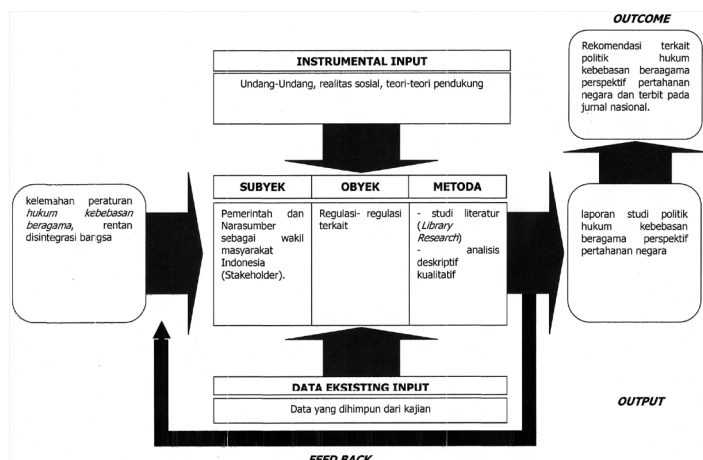 OUTCOME
Rekomendasi terkait
politik hukum
kebebasan beraagama
perspektif pertahanan
negara dan terbit pada
jurnal nasional.
INSTRUMENTAL INPUT
Undang-Undang, realitas sosial, teori-teori pendukung
kelemahan peraturan
hukum kebebasan
beragama, rentan
disintegrasi bangsa
SUBYEK
OBYEK
METODA
Pemerintah dan
Narasumber
sebagai wakil
masyarakat
Indonesia
(Stakeholder).
Regulasi- regulasi
terkait
- studi literatur
(Library
Research)
- analisis
deskriptif
kualitatif
laporan studi politik
hukum kebebasan
beragama perspektif
pertahanan negara
DATA EKSISTING INPUT
Data yang dihimpun dari kajian
OUTPUT
FEED BACK